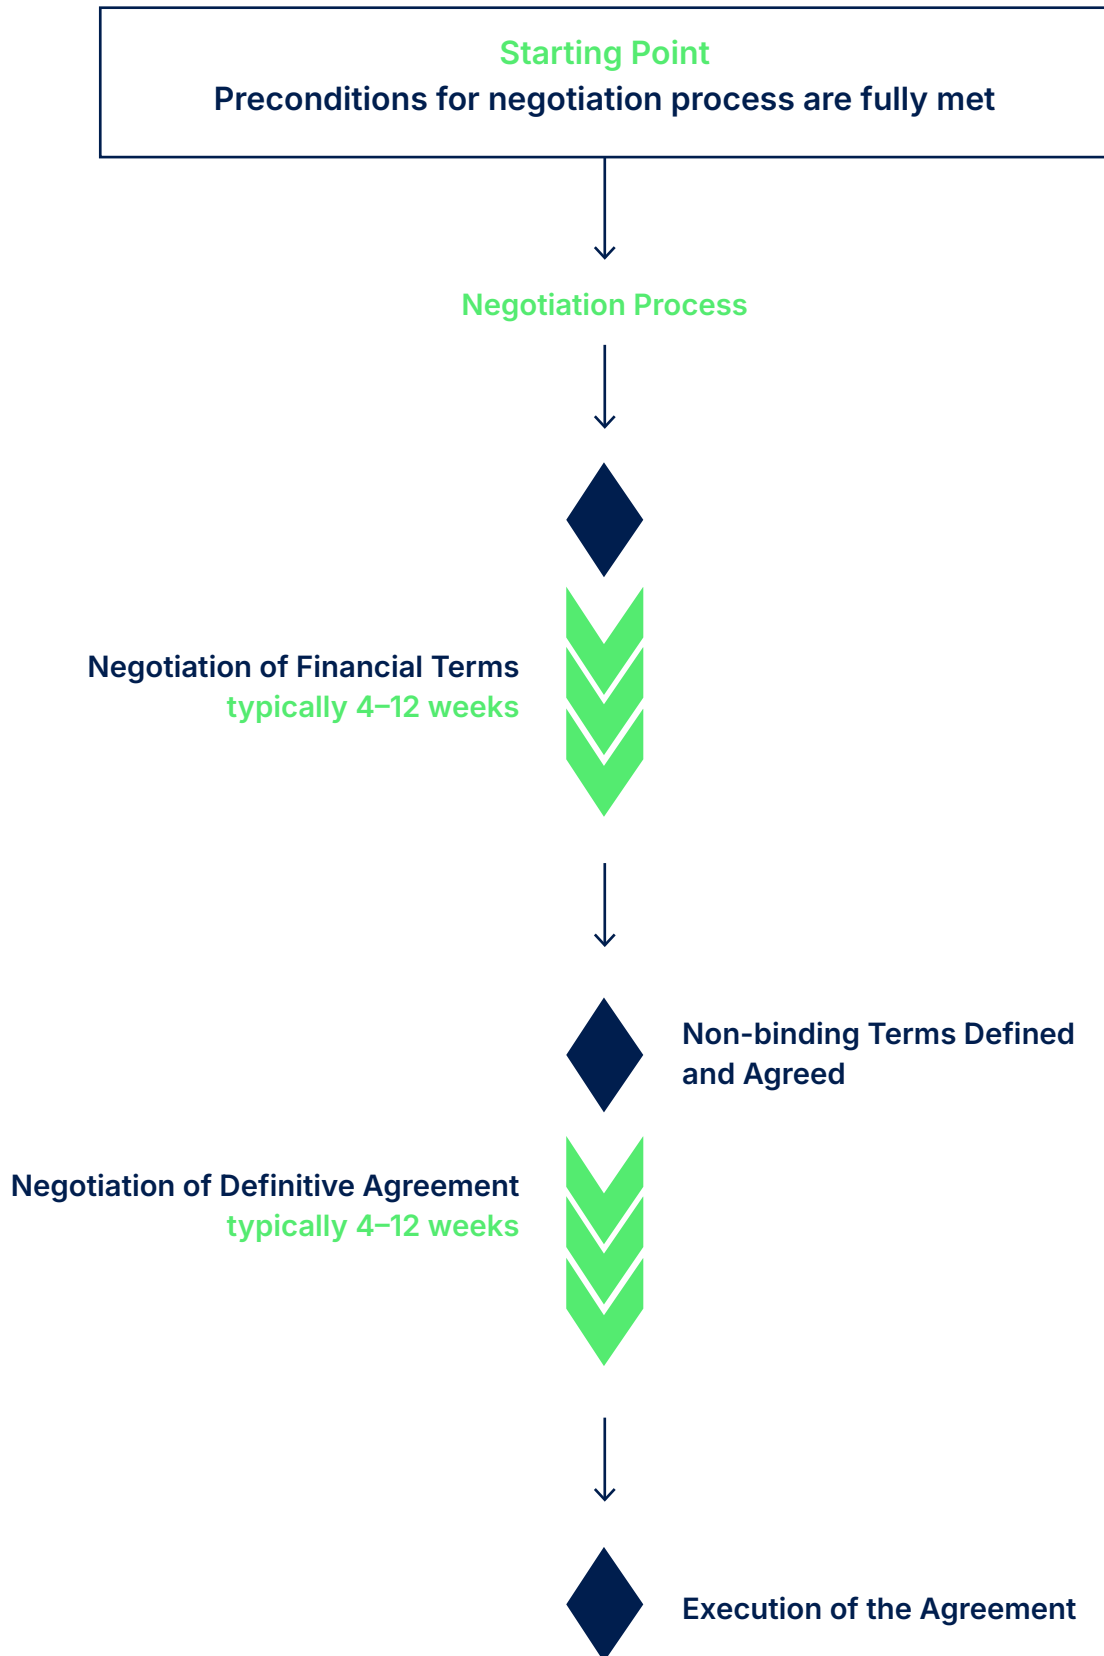 Starting Point
Preconditions for negotiation process are fully met
Negotiation Process
Negotiation of Financial Terms
typically 4–12 weeks
Non-binding Terms Defined
and Agreed
Negotiation of Definitive Agreement
typically 4–12 weeks
Execution of the Agreement